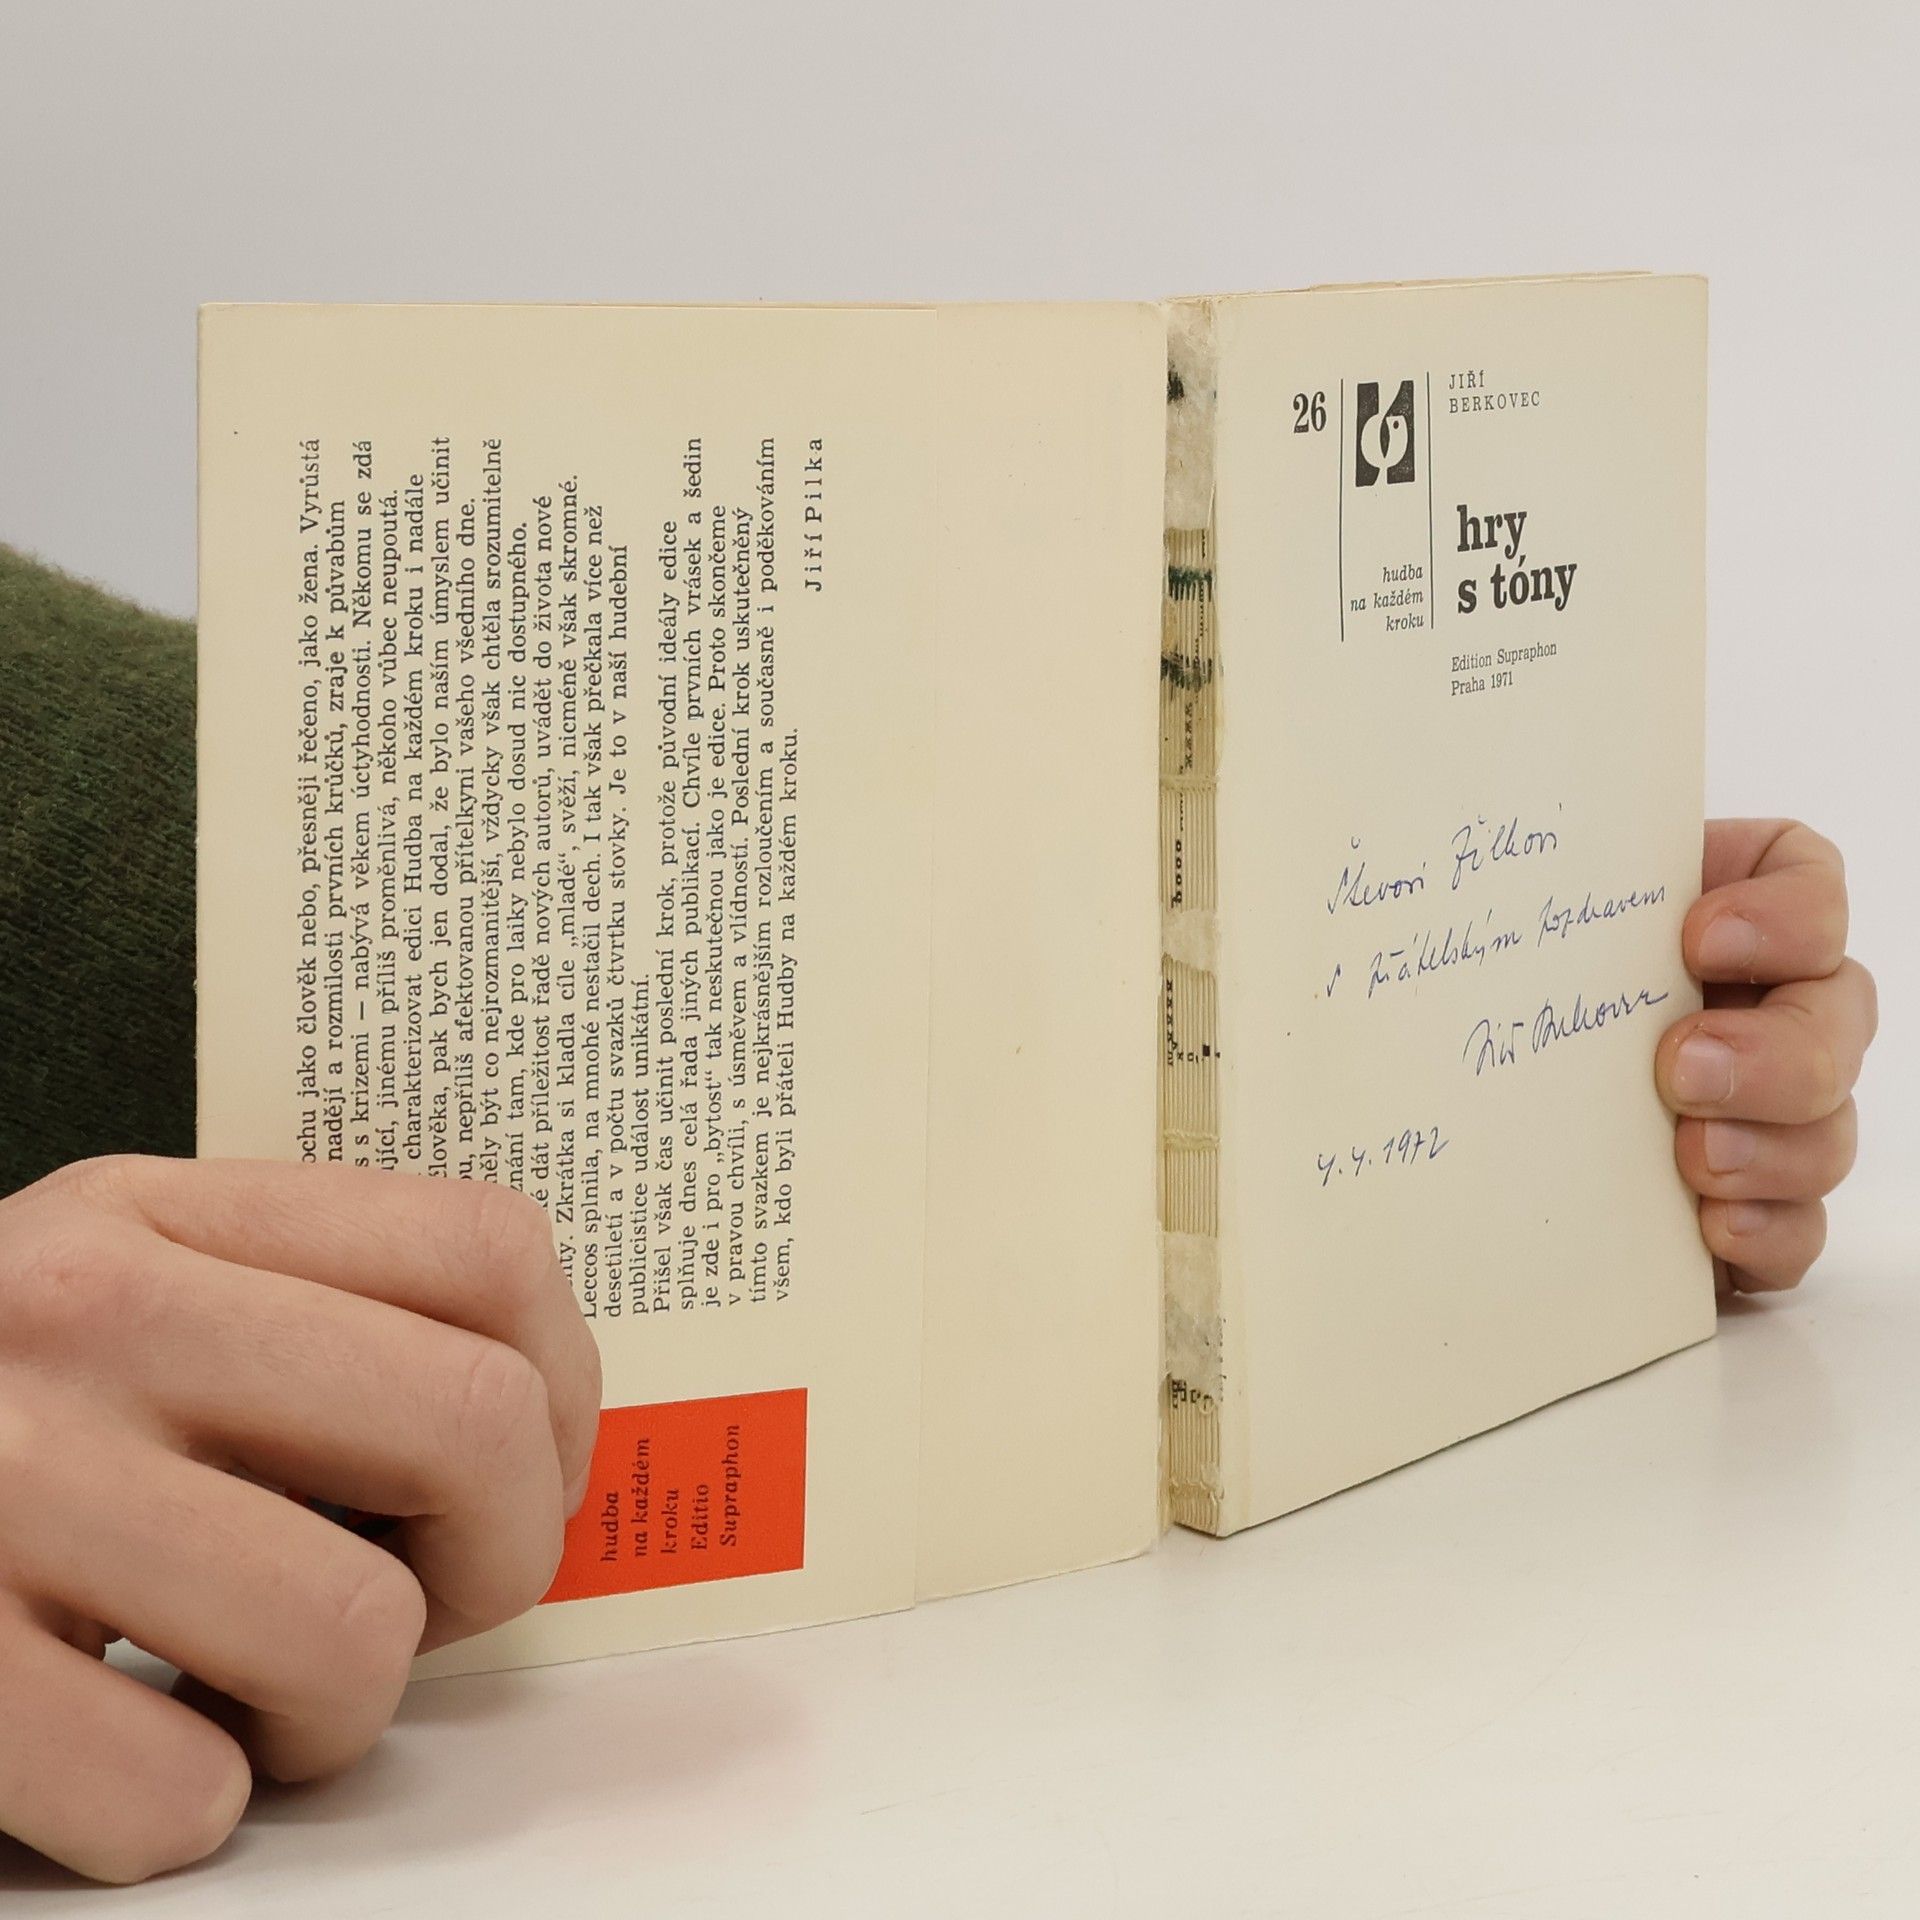 ochu jako člověk nebo, přesněji řečeno, jako žena. Vyrůstá
nadějí a rozmilosti prvních krůčků, zraje k půvabům
s krizemi — nabývá věkem úctyhodnosti. Někomu se zdá
ující, jinému příliš proměnlivá, někoho vůbec neupoutá.
charakterizovat edici Hudba na každém kroku i nadále
člověka, pak bych jen dodal, že bylo naším úmyslem učinit
ou, nepříliš afektovanou přítelkyni vašeho všedního dne.
měly být co nejrozmanitější, vždycky však chtěla srozumitelně
znání tam, kde pro laiky nebylo dosud nic dostupného.
é dát příležitost řadě nových autorů, uvádět do života nové
nty. Zkrátka si kladla cíle „mladé“, svěží, nicméně však skromné.
Leccos splnila, na mnohé nestačil dech. I tak však přečkala více než
desetiletí a v počtu svazků čtvrtku stovky. Je to v naší hudební
publicistice událost unikátní.
Přišel však čas učinit poslední krok, protože původní ideály edice
splňuje dnes celá řada jiných publikací. Chvíle prvních vrásek a šedin
je zde i pro „bytost“ tak neskutečnou jako je edice. Proto skončeme
v pravou chvíli, s úsměvem a vlídností. Poslední krok uskutečněný
tímto svazkem je nejkrásnějším rozloučením a současně i poděkováním
všem, kdo byli přáteli Hudby na každém kroku.
Jiří Pilka
hudba
na každém
kroku
Editio
Supraphon
26
JIŘÍ
BERKOVEC
hry
s tóny
hudba
na každém
kroku
Edition Supraphon
Praha 1971
s přátelským pozdravem
Jiří Berkovec
4.4.1972